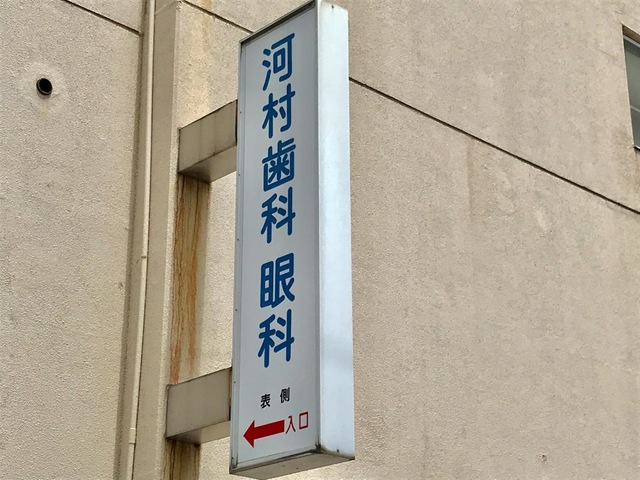 河村歯科 眼科
表側
入口